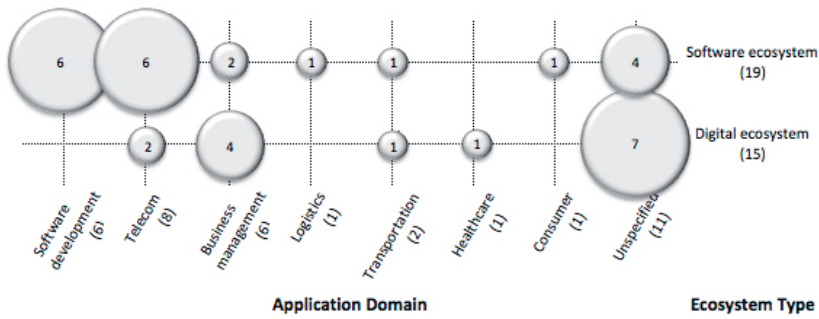 6 6 2 1 1 1 4 Software ecosystem
(19)
2 4 1 1 7 Digital ecosystem
(15)
Software
development
(6)
Telecom
(8)
Business
management
(6)
Logistics
(1)
Transportation
(2)
Healthcare
(1)
Consumer
(1)
Unspecified
(11)
Application Domain Ecosystem Type